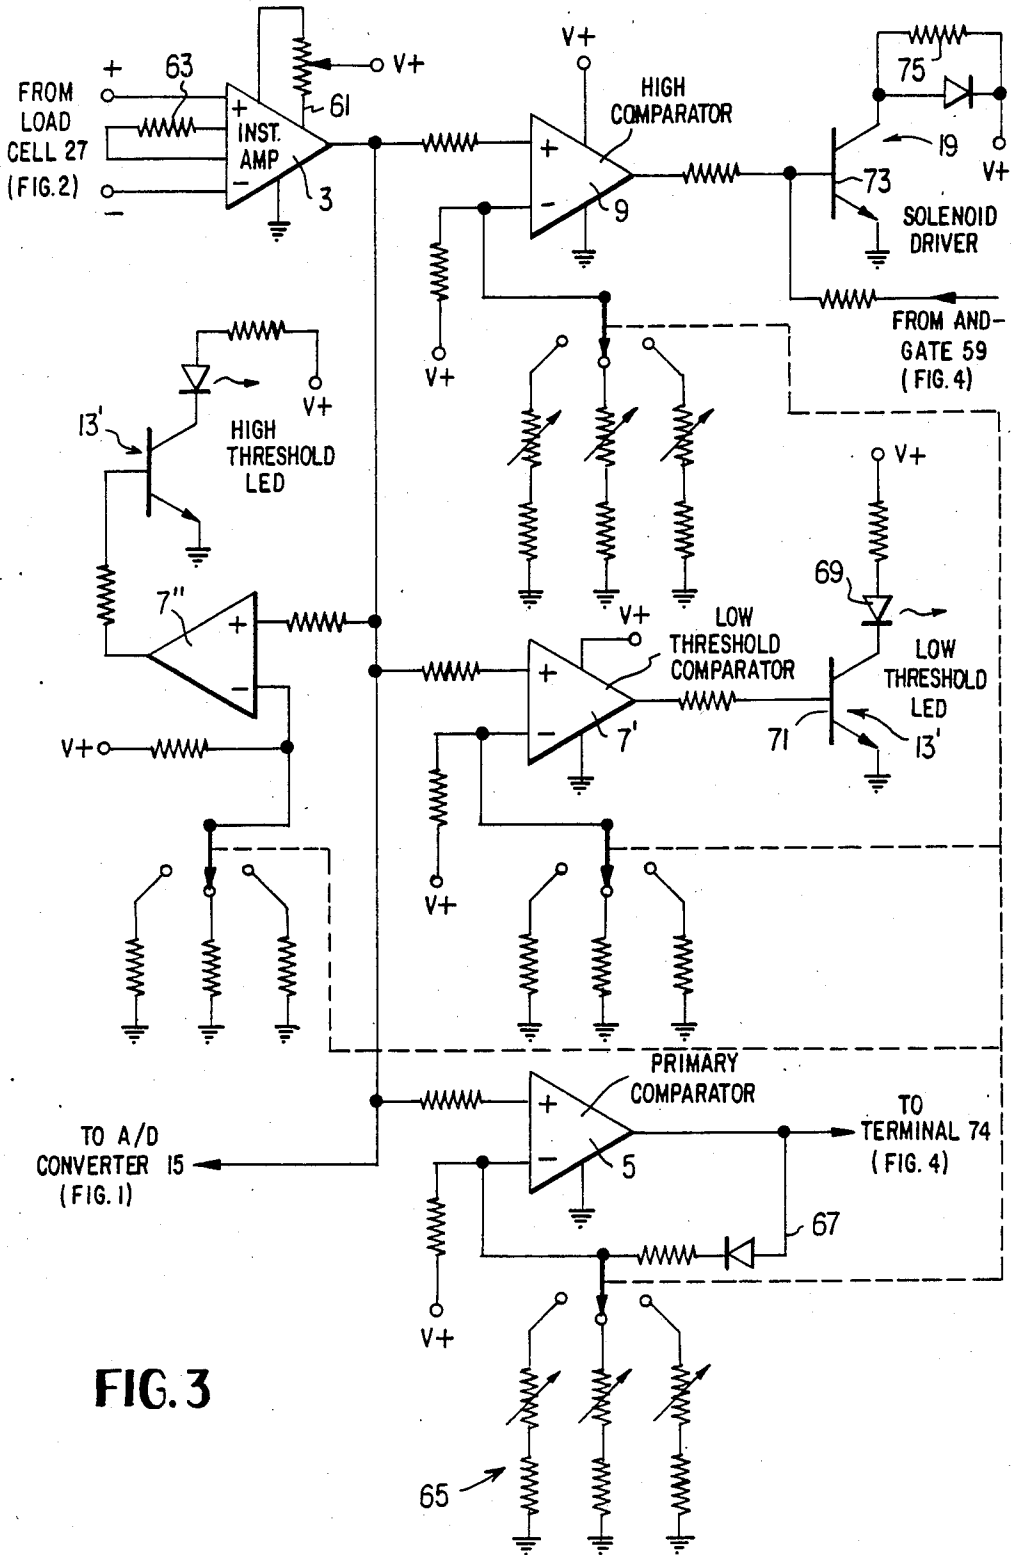 +
63
FROM
LOAD
CELL 27
(FIG. 2)
−
+
INST.
AMP
−
3
61
V+
V+
HIGH
COMPARATOR
+
−
9
V+
75
19
V+
73
SOLENOID
DRIVER
FROM AND-
GATE 59
(FIG. 4)
V+
13'
HIGH
THRESHOLD
LED
7"
+
−
V+
V+
LOW
THRESHOLD
COMPARATOR
+
−
7'
V+
V+
69
LOW
THRESHOLD
LED
71
13'
PRIMARY
COMPARATOR
+
−
5
V+
TO
TERMINAL 74
(FIG. 4)
67
TO A/D
CONVERTER 15
(FIG. 1)
FIG. 3
65